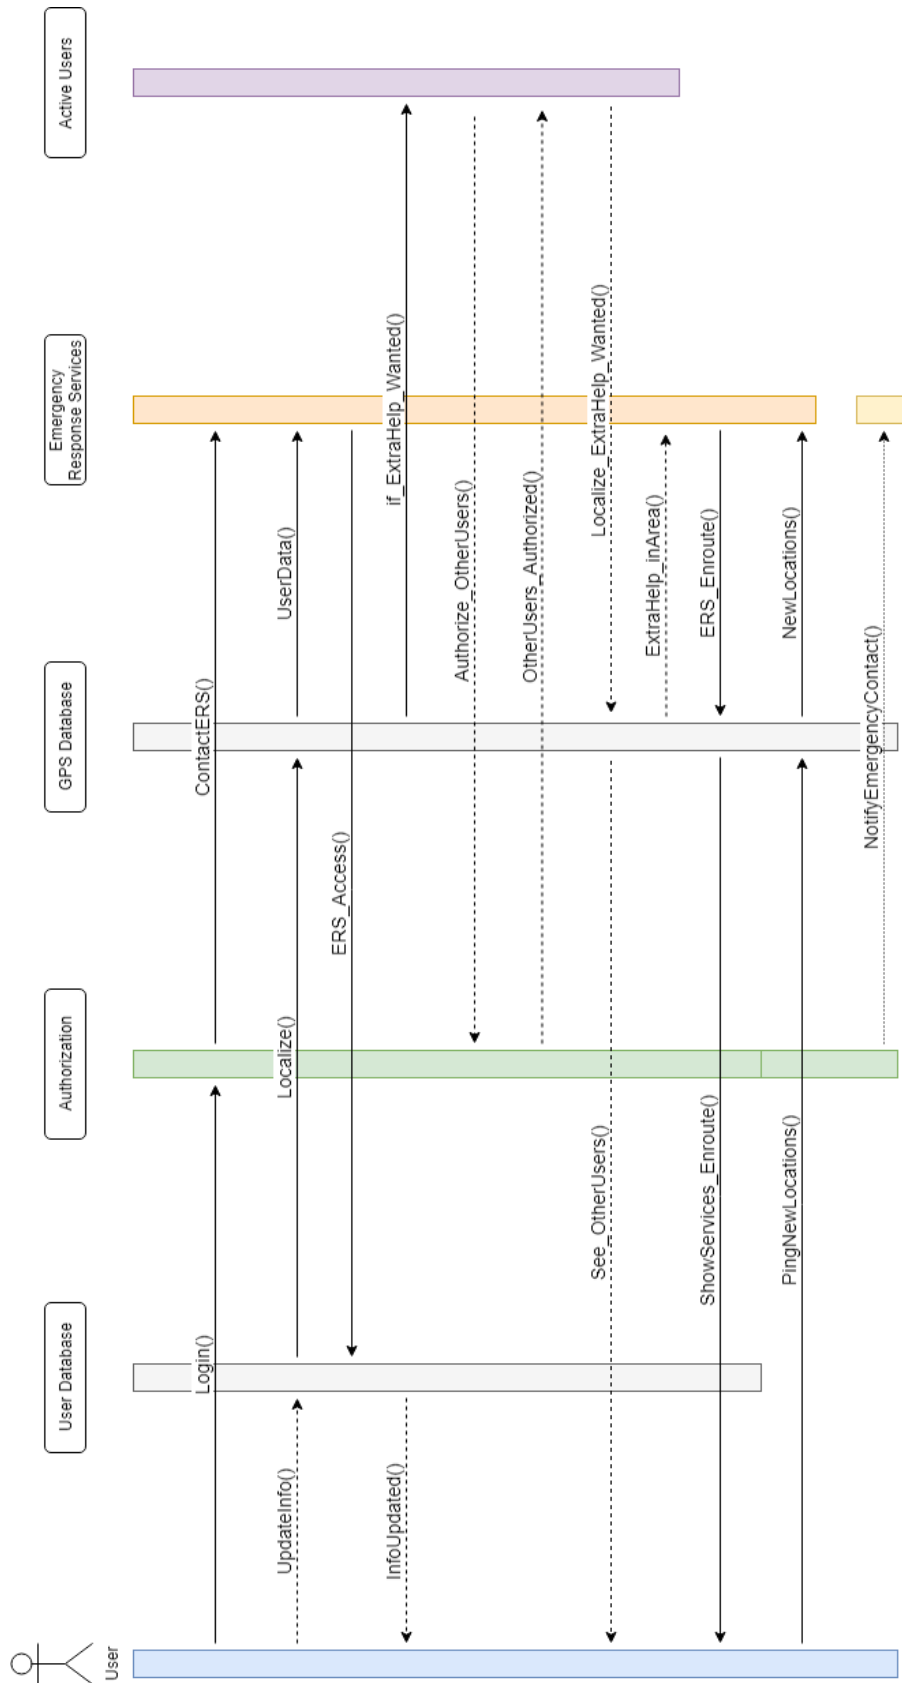 User
User Database
Authorization
GPS Database
Emergency
Response Services
Active Users
Login()
ContactERS()
UpdateInfo()
Localize()
UserData()
ERS_Access()
InfoUpdated()
if_ExtraHelp_Wanted()
Authorize_OtherUsers()
OtherUsers_Authorized()
See_OtherUsers()
Localize_ExtraHelp_Wanted()
ExtraHelp_inArea()
ShowServices_Enroute()
ERS_Enroute()
PingNewLocations()
NewLocations()
NotifyEmergencyContact()